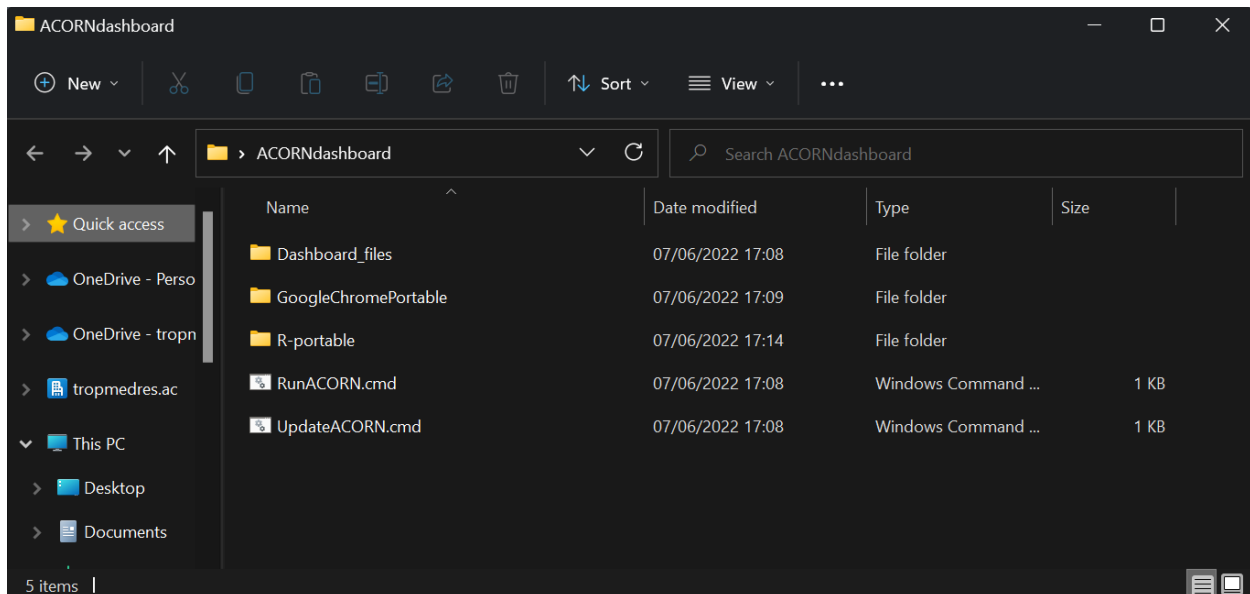 ACORNdashboard
New Sort View
ACORNdashboard Search ACORNdashboard
Name Date modified Type Size
Quick access
OneDrive - Perso
OneDrive - tropn
tropmedres.ac
This PC
Desktop
Documents
Dashboard_files 07/06/2022 17:08 File folder
GoogleChromePortable 07/06/2022 17:09 File folder
R-portable 07/06/2022 17:14 File folder
RunACORN.cmd 07/06/2022 17:08 Windows Command ... 1 KB
UpdateACORN.cmd 07/06/2022 17:08 Windows Command ... 1 KB
5 items